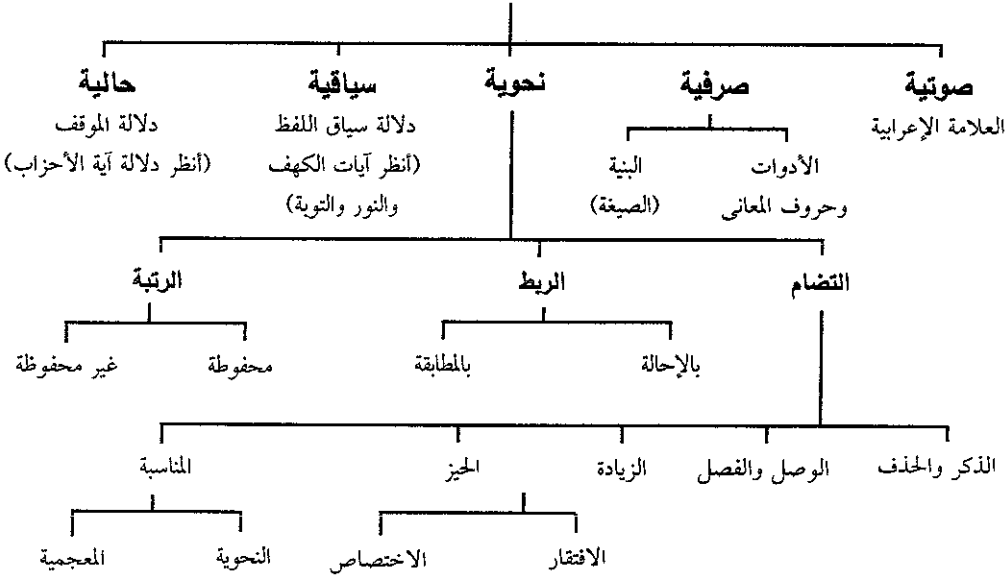 صوتية صرفية نحوية سياقية حالية
العلامة الإعرابية دلالة سياق اللفظ دلالة الموقف
الأدوات البنية (أنظر آيات الكهف (أنظر دلالة آية الأحزاب)
وحروف المعانى (الصيغة) والنور والتوبة)
التضام الربط الرتبة
بالإحالة بالمطابقة محفوطة غير محفوظة
الذكر والحذف الوصل والفصل الزيادة الحيز المناسبة
الافتقار الاختصاص النحوية المعجمية